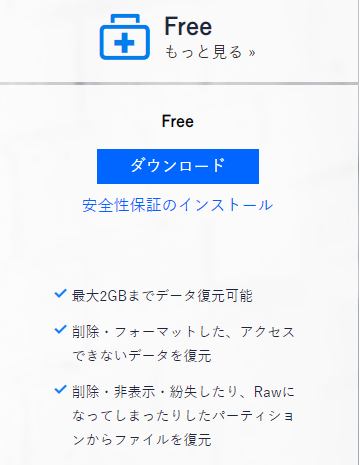 Free
もっと見る »
Free
ダウンロード
安全性保証のインストール
最大2GBまでデータ復元可能
削除・フォーマットした、アクセス
できないデータを復元
削除・非表示・紛失したり、Rawに
なってしまったりしたパーティショ
ンからファイルを復元